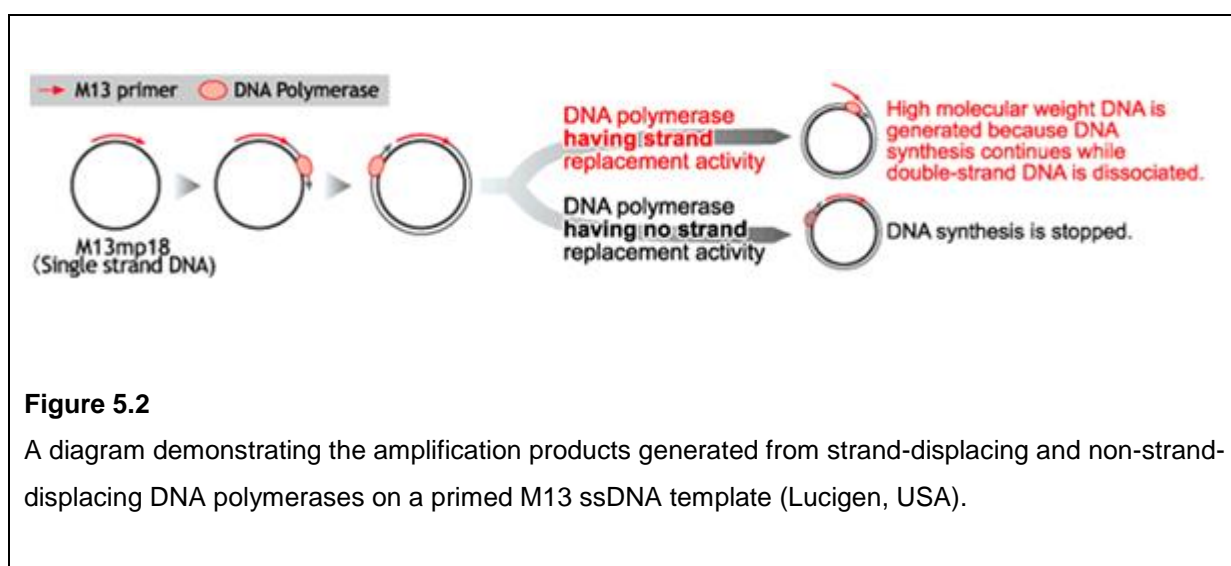 M13 primer DNA Polymerase
M13mp18
(Single strand DNA)
DNA polymerase
having strand
replacement activity
High molecular weight DNA is
generated because DNA
synthesis continues while
double-strand DNA is dissociated.
DNA polymerase
having no strand
replacement activity
DNA synthesis is stopped.
Figure 5.2
A diagram demonstrating the amplification products generated from strand-displacing and non-strand-
displacing DNA polymerases on a primed M13 ssDNA template (Lucigen, USA).